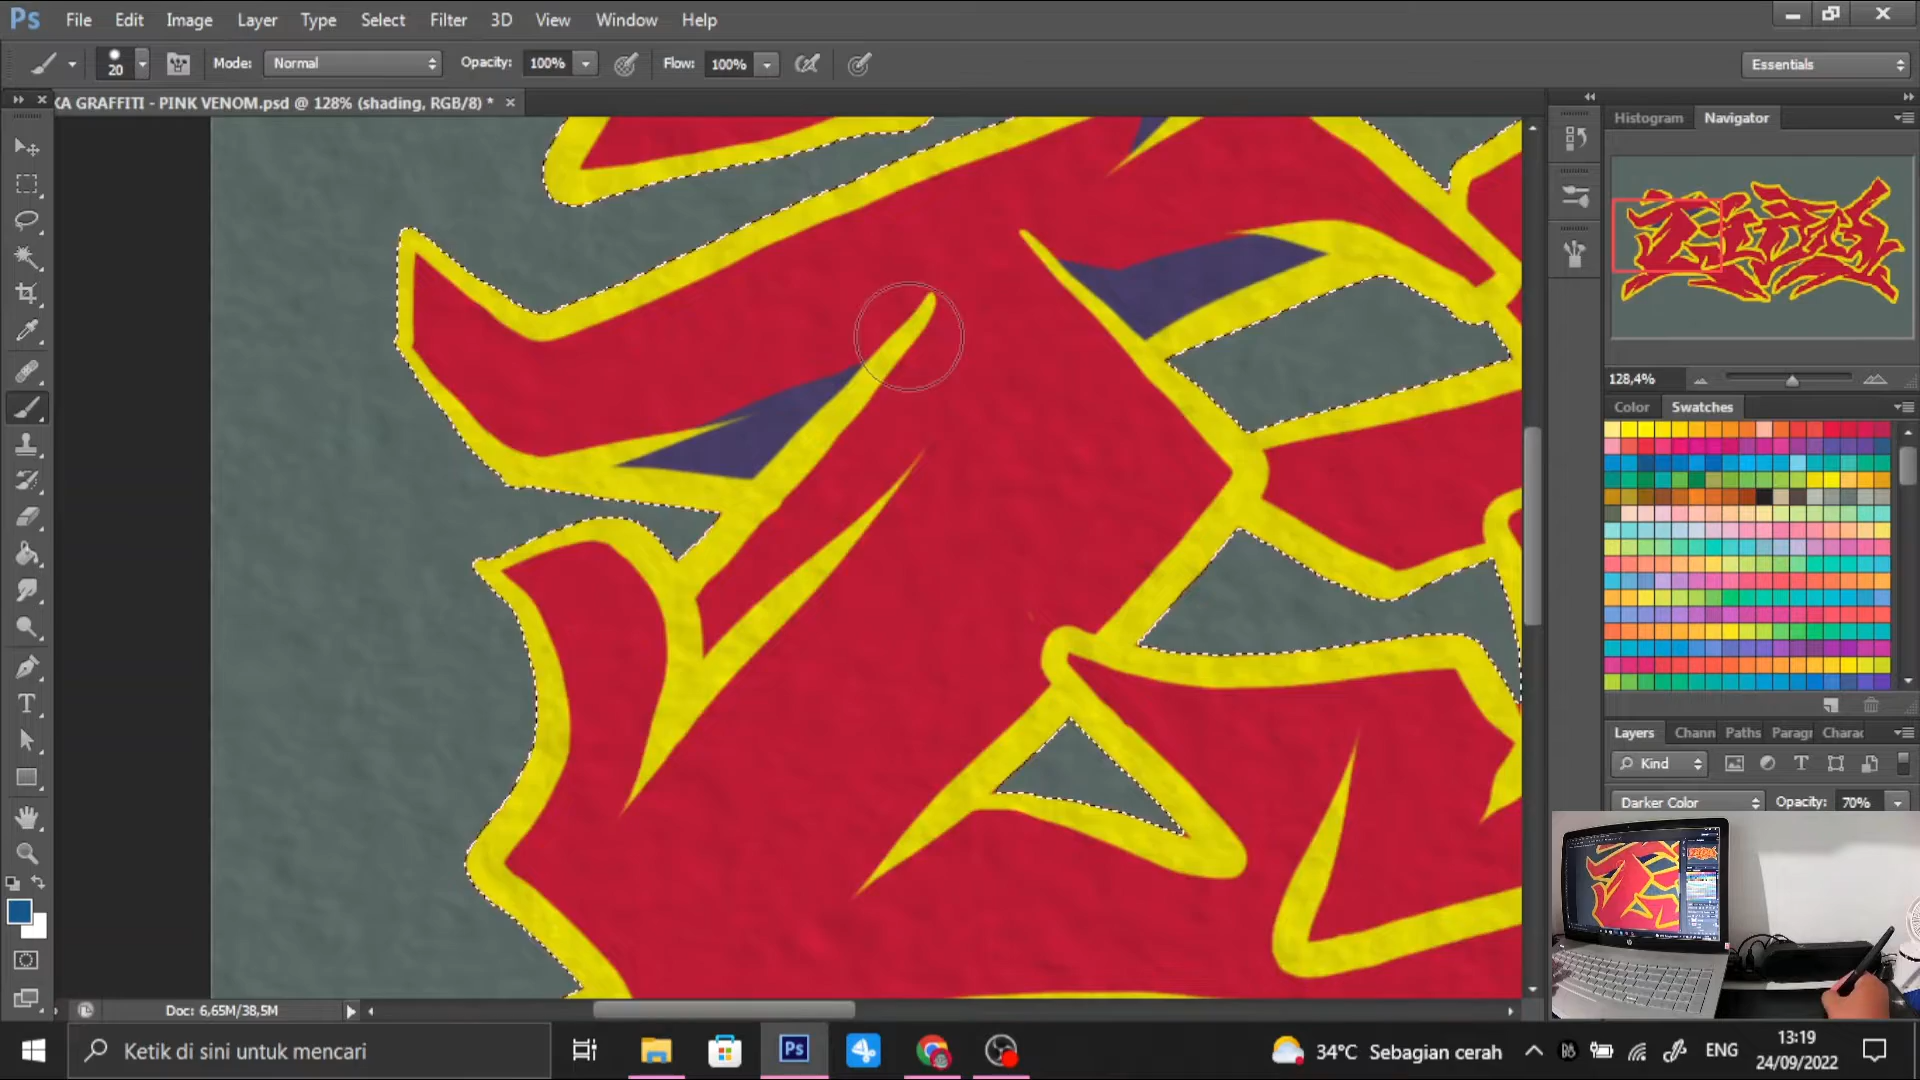 Ps File Edit Image Layer Type Select Filter 3D View Window Help
20 Mode: Normal Opacity: 100% Flow: 100% Essentials
KA GRAFFITI - PINK VENOM.psd @ 128% (shading, RGB/8) *
Histogram Navigator
128,4%
Color Swatches
Layers Chann Paths Paragr Charac
Kind
Darker Color Opacity: 70%
Doc: 6,65M/38,5M
Ketik di sini untuk mencari
Ps
34°C Sebagian cerah
ENG
13:19
24/09/2022